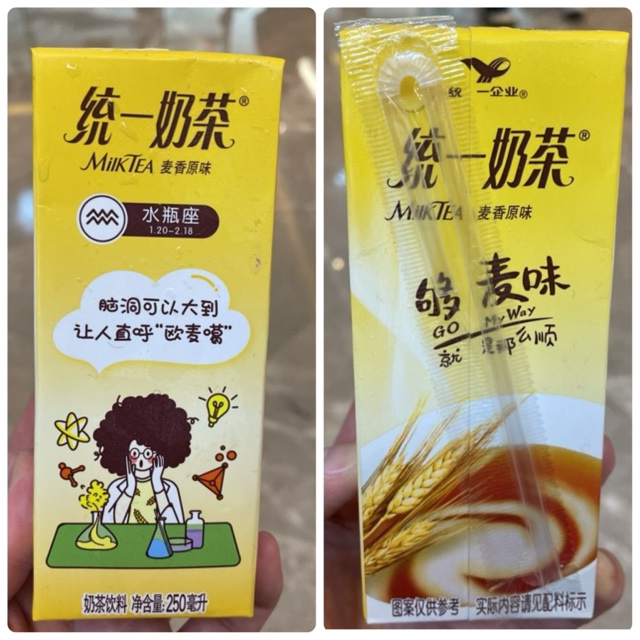 统一奶茶®
MilkTEA 麦香原味
水瓶座
1.20-2.18
脑洞可以大到
让人直呼“欧麦噶”
奶茶饮料 净含量:250毫升
统一企业®
统一奶茶®
MilkTEA 麦香原味
够麦味
GO My Way
就是那么顺
图案仅供参考 实际内容请见配料标示